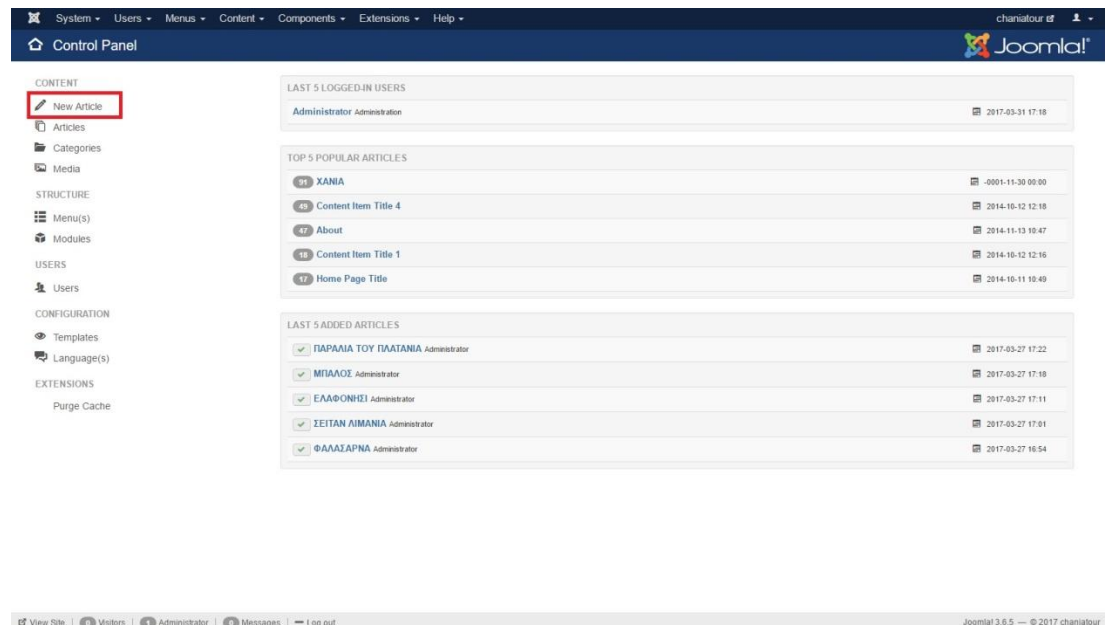 System Users Menus Content Components Extensions Help chaniatour
Control Panel Joomla!
CONTENT
New Article
Articles
Categories
Media
STRUCTURE
Menu(s)
Modules
USERS
Users
CONFIGURATION
Templates
Language(s)
EXTENSIONS
Purge Cache
LAST 5 LOGGED-IN USERS
Administrator Administration 2017-03-31 17:18
TOP 5 POPULAR ARTICLES
91 ΧΑΝΙΑ -0001-11-30 00:00
49 Content Item Title 4 2014-10-12 12:18
47 About 2014-11-13 10:47
18 Content Item Title 1 2014-10-12 12:16
17 Home Page Title 2014-10-11 10:49
LAST 5 ADDED ARTICLES
ΠΑΡΑΛΙΑ ΤΟΥ ΠΛΑΤΑΝΙΑ Administrator 2017-03-27 17:22
ΜΠΑΛΟΣ Administrator 2017-03-27 17:18
ΕΛΑΦΟΝΗΣΙ Administrator 2017-03-27 17:11
ΣΕΙΤΑΝ ΛΙΜΑΝΙΑ Administrator 2017-03-27 17:01
ΦΑΛΑΣΑΡΝΑ Administrator 2017-03-27 16:54
View Site 0 Visitors 1 Administrator 0 Messages Log out Joomla! 3.6.5 — © 2017 chaniatour